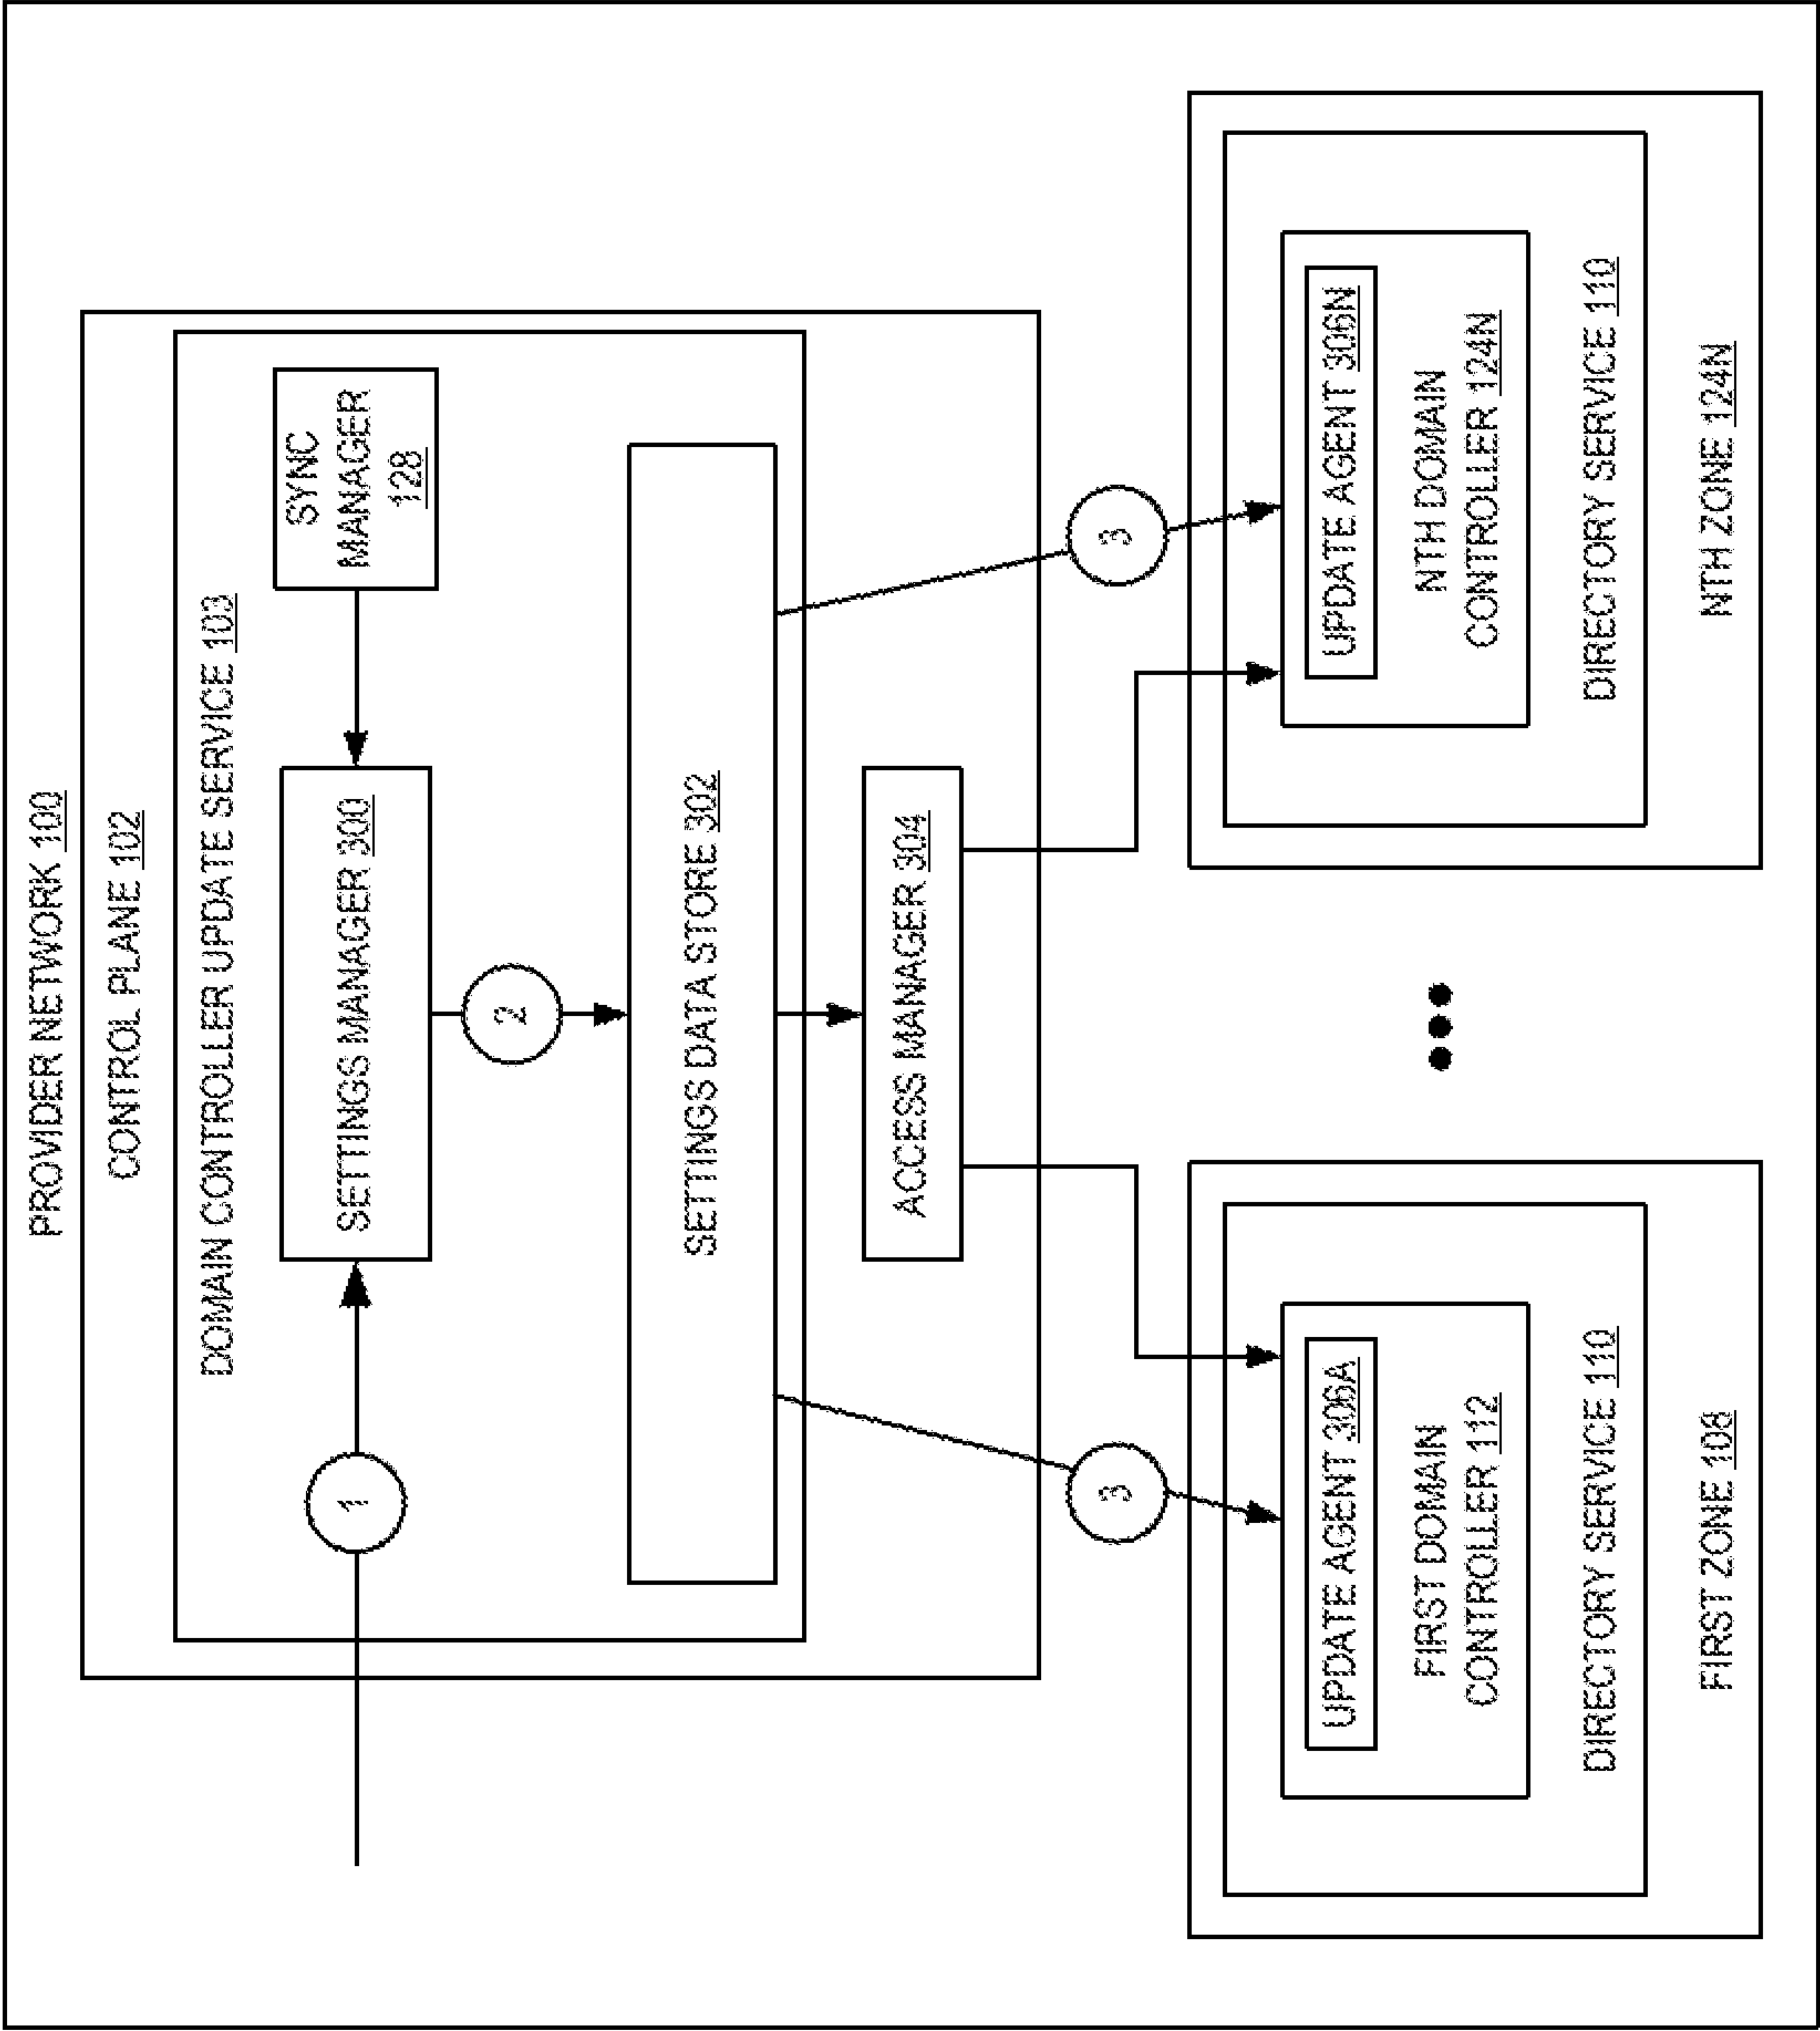 PROVIDER NETWORK 100
CONTROL PLANE 102
DOMAIN CONTROLLER UPDATE SERVICE 103
1
SETTINGS MANAGER 300
SYNC
MANAGER
128
2
SETTINGS DATA STORE 302
ACCESS MANAGER 304
3
3
UPDATE AGENT 306A
FIRST DOMAIN
CONTROLLER 112
DIRECTORY SERVICE 110
FIRST ZONE 108
UPDATE AGENT 306N
NTH DOMAIN
CONTROLLER 124N
DIRECTORY SERVICE 110
NTH ZONE 124N